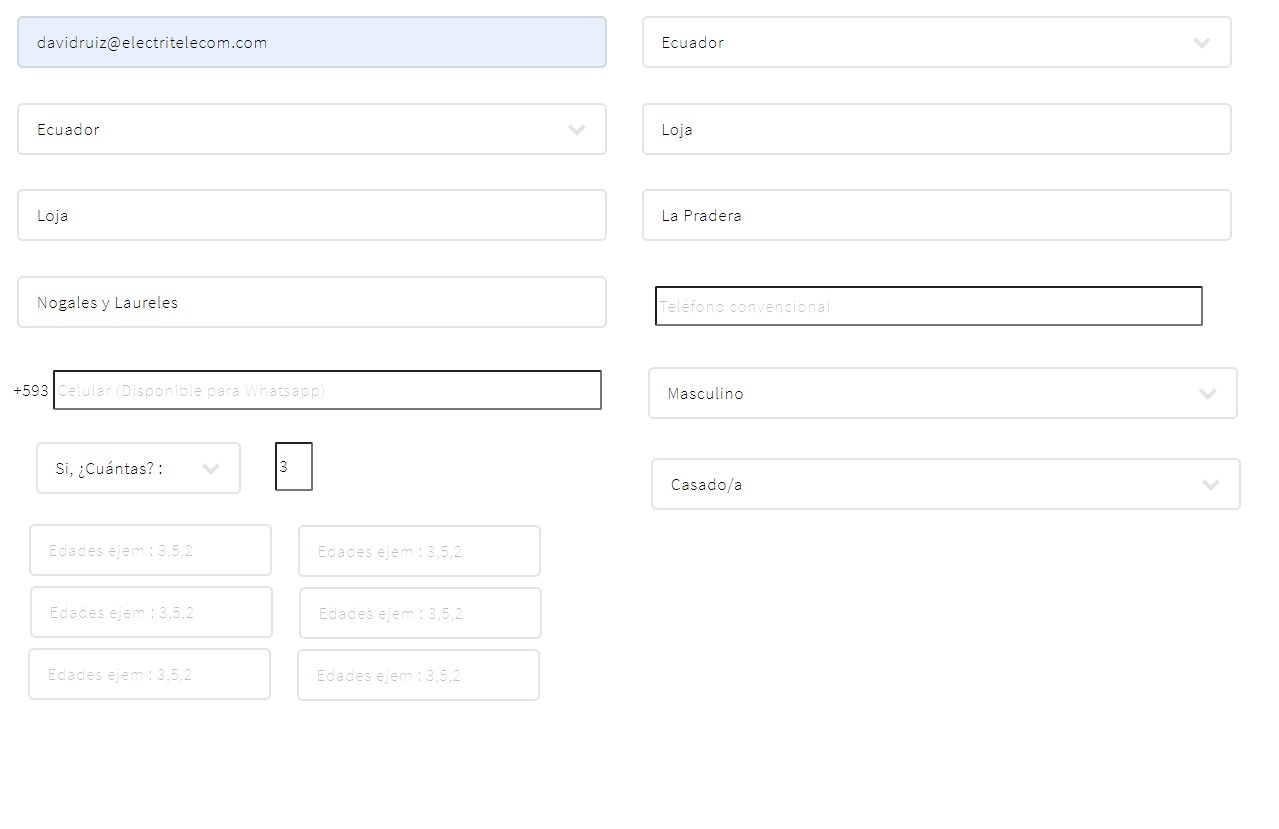 davidruiz@electritelecom.com
Ecuador
Ecuador
Loja
Loja
La Pradera
Nogales y Laureles
Teléfono convencional
+593 Celular (Disponible para Whatsapp)
Masculino
Si, ¿Cuántas? :
3
Casado/a
Edades ejem : 3,5,2
Edades ejem : 3,5,2
Edades ejem : 3,5,2
Edades ejem : 3,5,2
Edades ejem : 3,5,2
Edades ejem : 3,5,2